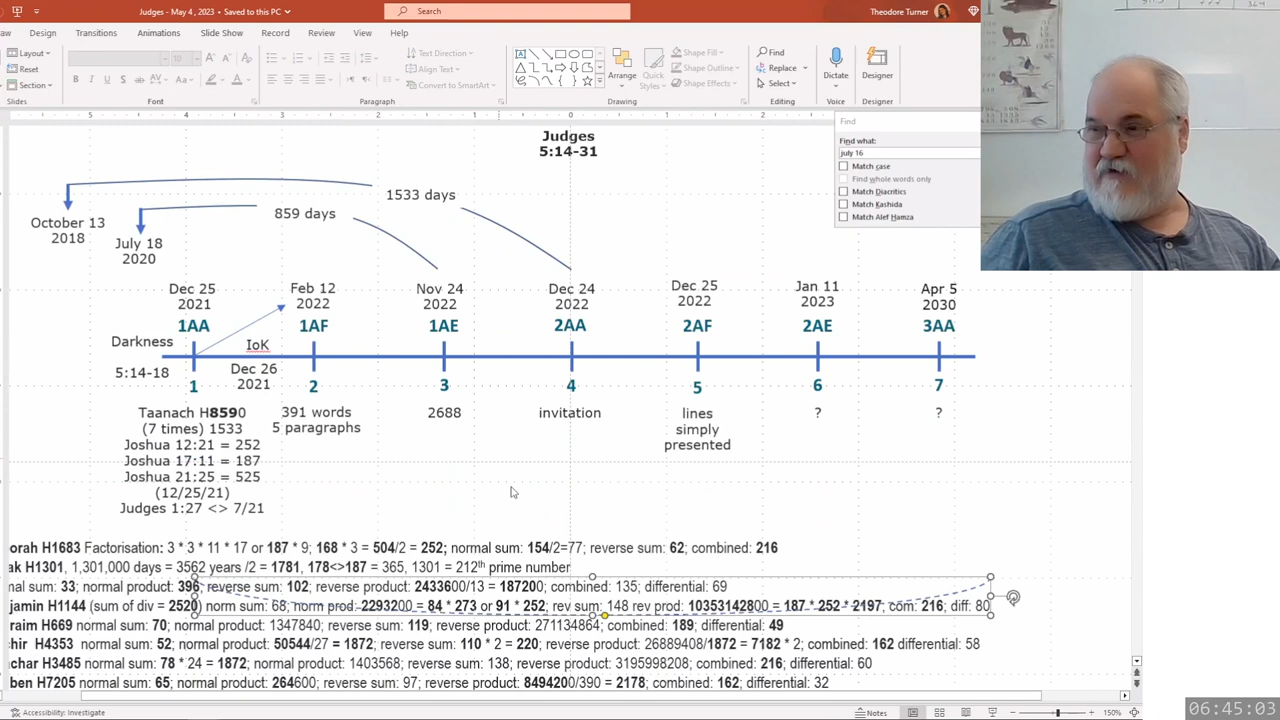 Judges - May 4, 2023 • Saved to this PC
Search
Theodore Turner
Design Transitions Animations Slide Show Record Review View Help
Layout
Reset
Section
Slides
Font
Text Direction
Align Text
Convert to SmartArt
Paragraph
Arrange
Quick
Styles
Shape Fill
Shape Outline
Shape Effects
Drawing
Find
Replace
Select
Editing
Dictate
Voice
Designer
Designer
5 4 3 2 1 0 1 2
Find
Find what:
july 16
Match case
Find whole words only
Match Diacritics
Match Kashida
Match Alef Hamza
Judges
5:14-31
1533 days
859 days
October 13
2018
July 18
2020
Dec 25
2021
1AA
Feb 12
2022
1AF
Nov 24
2022
1AE
Dec 24
2022
2AA
Dec 25
2022
2AF
Jan 11
2023
2AE
Apr 5
2030
3AA
Darkness
5:14-18
IoK
Dec 26
2021
1 2 3 4 5 6 7
Taanach H8590
(7 times) 1533
Joshua 12:21 = 252
Joshua 17:11 = 187
Joshua 21:25 = 525
(12/25/21)
Judges 1:27 <> 7/21
391 words
5 paragraphs
2688
invitation
lines
simply
presented
?
?
orah H1683 Factorisation: 3 * 3 * 11 * 17 or 187 * 9; 168 * 3 = 504/2 = 252; normal sum: 154/2=77; reverse sum: 62; combined: 216
ak H1301, 1,301,000 days = 3562 years /2 = 1781, 178<>187 = 365, 1301 = 212th prime number
nal sum: 33; normal product: 396; reverse sum: 102; reverse product: 2433600/13 = 187200; combined: 135; differential: 69
jamin H1144 (sum of div = 2520) norm sum: 68; norm prod: 2293200 = 84 * 273 or 91 * 252; rev sum: 148 rev prod: 10353142800 = 187 * 252 * 2197, com: 216; diff: 80
raim H669 normal sum: 70; normal product: 1347840; reverse sum: 119; reverse product: 271134864; combined: 189; differential: 49
hir H4353 normal sum: 52; normal product: 50544/27 = 1872; reverse sum: 110 * 2 = 220; reverse product: 26889408/1872 = 7182 * 2; combined: 162 differential: 58
char H3485 normal sum: 78 * 24 = 1872; normal product: 1403568; reverse sum: 138; reverse product: 3195998208; combined: 216; differential: 60
ben H7205 normal sum: 65; normal product: 264600; reverse sum: 97; reverse product: 8494200/390 = 2178; combined: 162; differential: 32
Accessibility: Investigate
Notes
150%
06:45:03